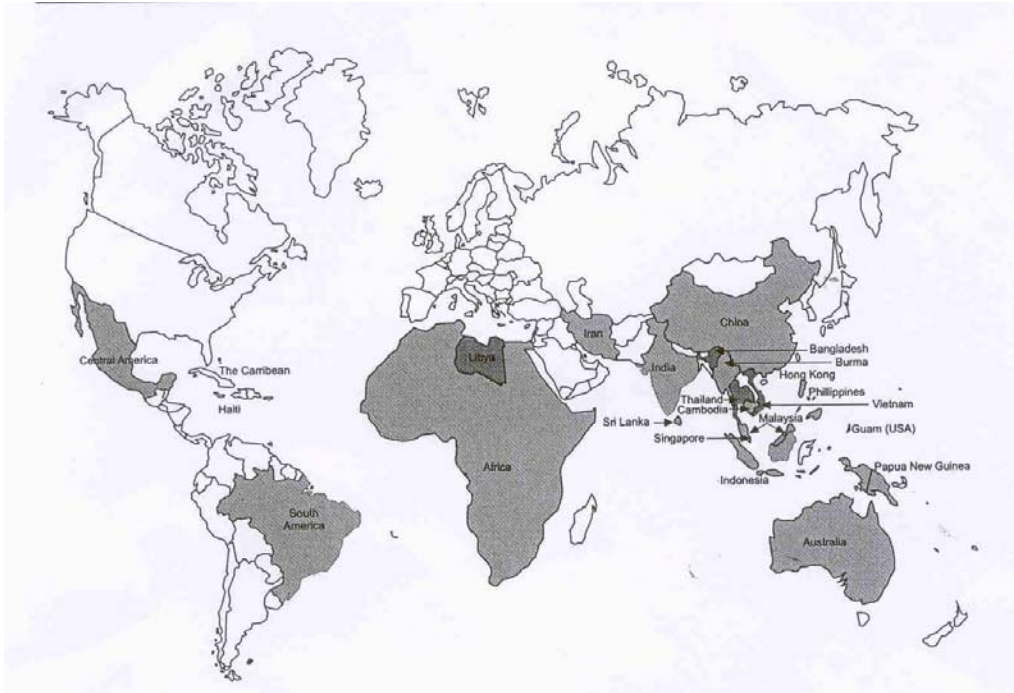 Central America
The Carribean
Haiti
South
America
Libya
Africa
Iran
India
China
Bangladesh
Burma
Hong Kong
Phillippines
Thailand
Cambodia
Vietnam
Malaysia
Sri Lanka
Singapore
Guam (USA)
Indonesia
Papua New Guinea
Australia